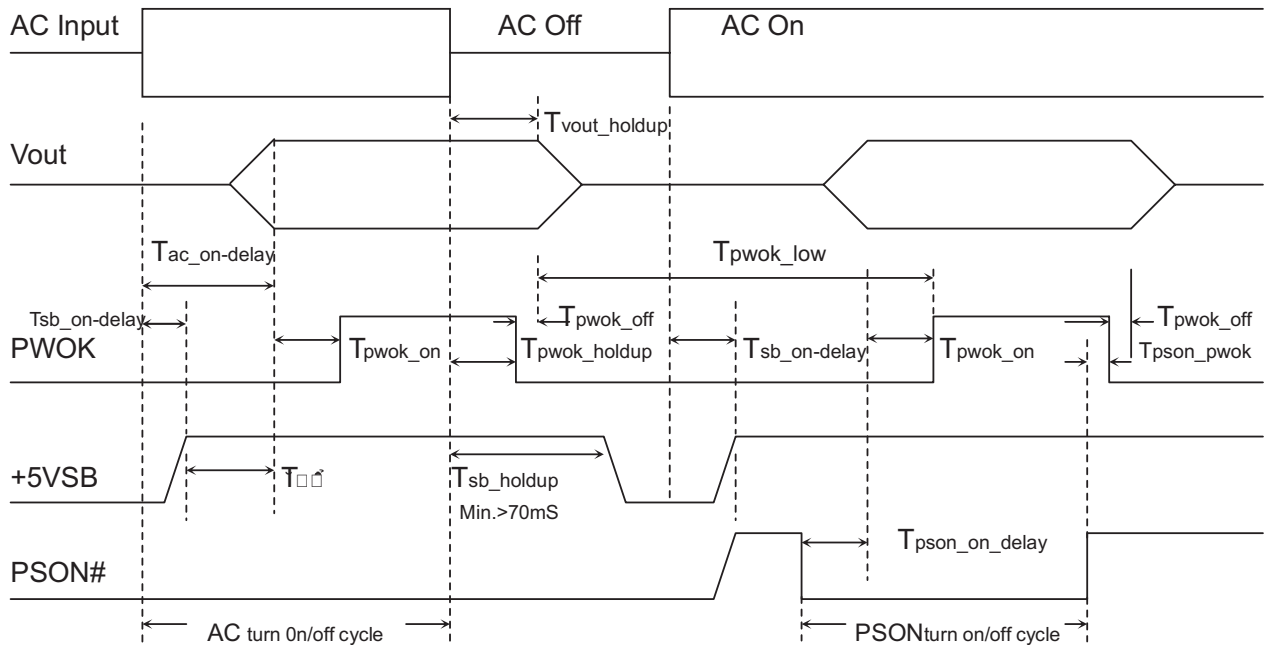 AC Input
AC Off
AC On
Tvout_holdup
Vout
Tac_on-delay
Tpwok_low
Tsb_on-delay
Tpwok_off
Tpwok_off
PWOK
Tpwok_on
Tpwok_holdup
Tsb_on-delay
Tpwok_on
Tpson_pwok
+5VSB
Tsb_holdup
Min.>70mS
Tpson_on_delay
PSON#
AC turn 0n/off cycle
PSONturn on/off cycle